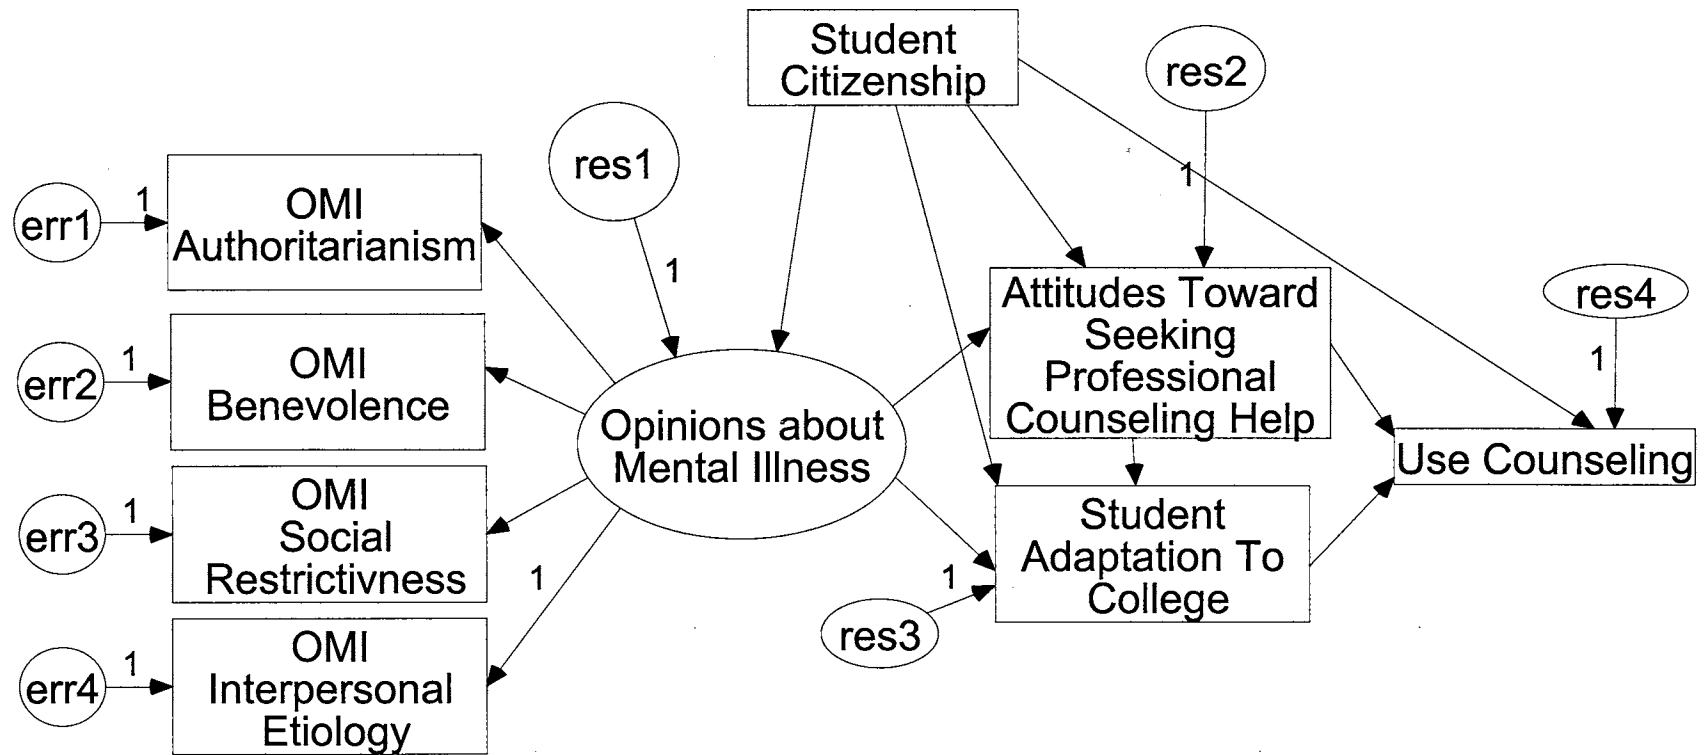 Student
Citizenship
res2
res1
1
1
OMI
Authoritarianism
err1
1
1
Attitudes Toward
Seeking
Professional
Counseling Help
res4
1
OMI
Benevolence
err2
1
Opinions about
Mental Illness
Use Counseling
OMI
Social
Restrictivness
err3
1
Student
Adaptation To
College
1
res3
1
OMI
Interpersonal
Etiology
err4